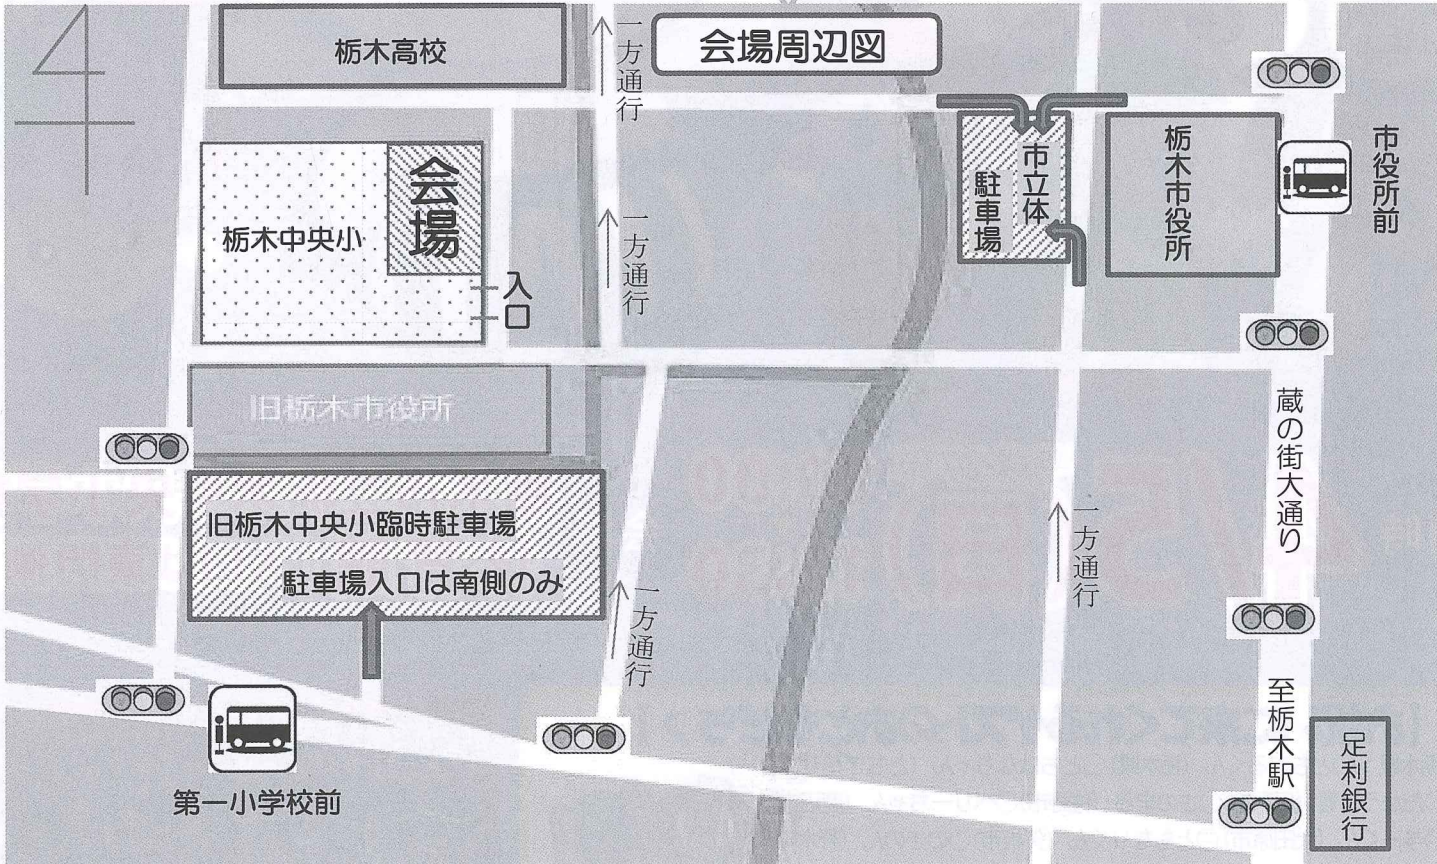 会場周辺図
栃木高校
一方通行
会場
栃木中央小
入口
一方通行
市立体
駐車場
栃木市役所
市役所前
旧栃木市役所
旧栃木中央小臨時駐車場
駐車場入口は南側のみ
一方通行
一方通行
蔵の街大通り
至栃木駅
足利銀行
第一小学校前